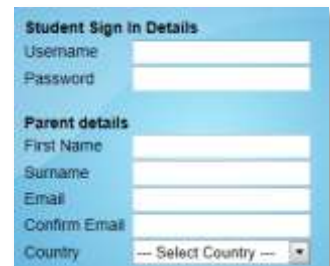 Student Sign In Details
Username
Password
Parent details
First Name
Surname
Email
Confirm Email
Country --- Select Country ---